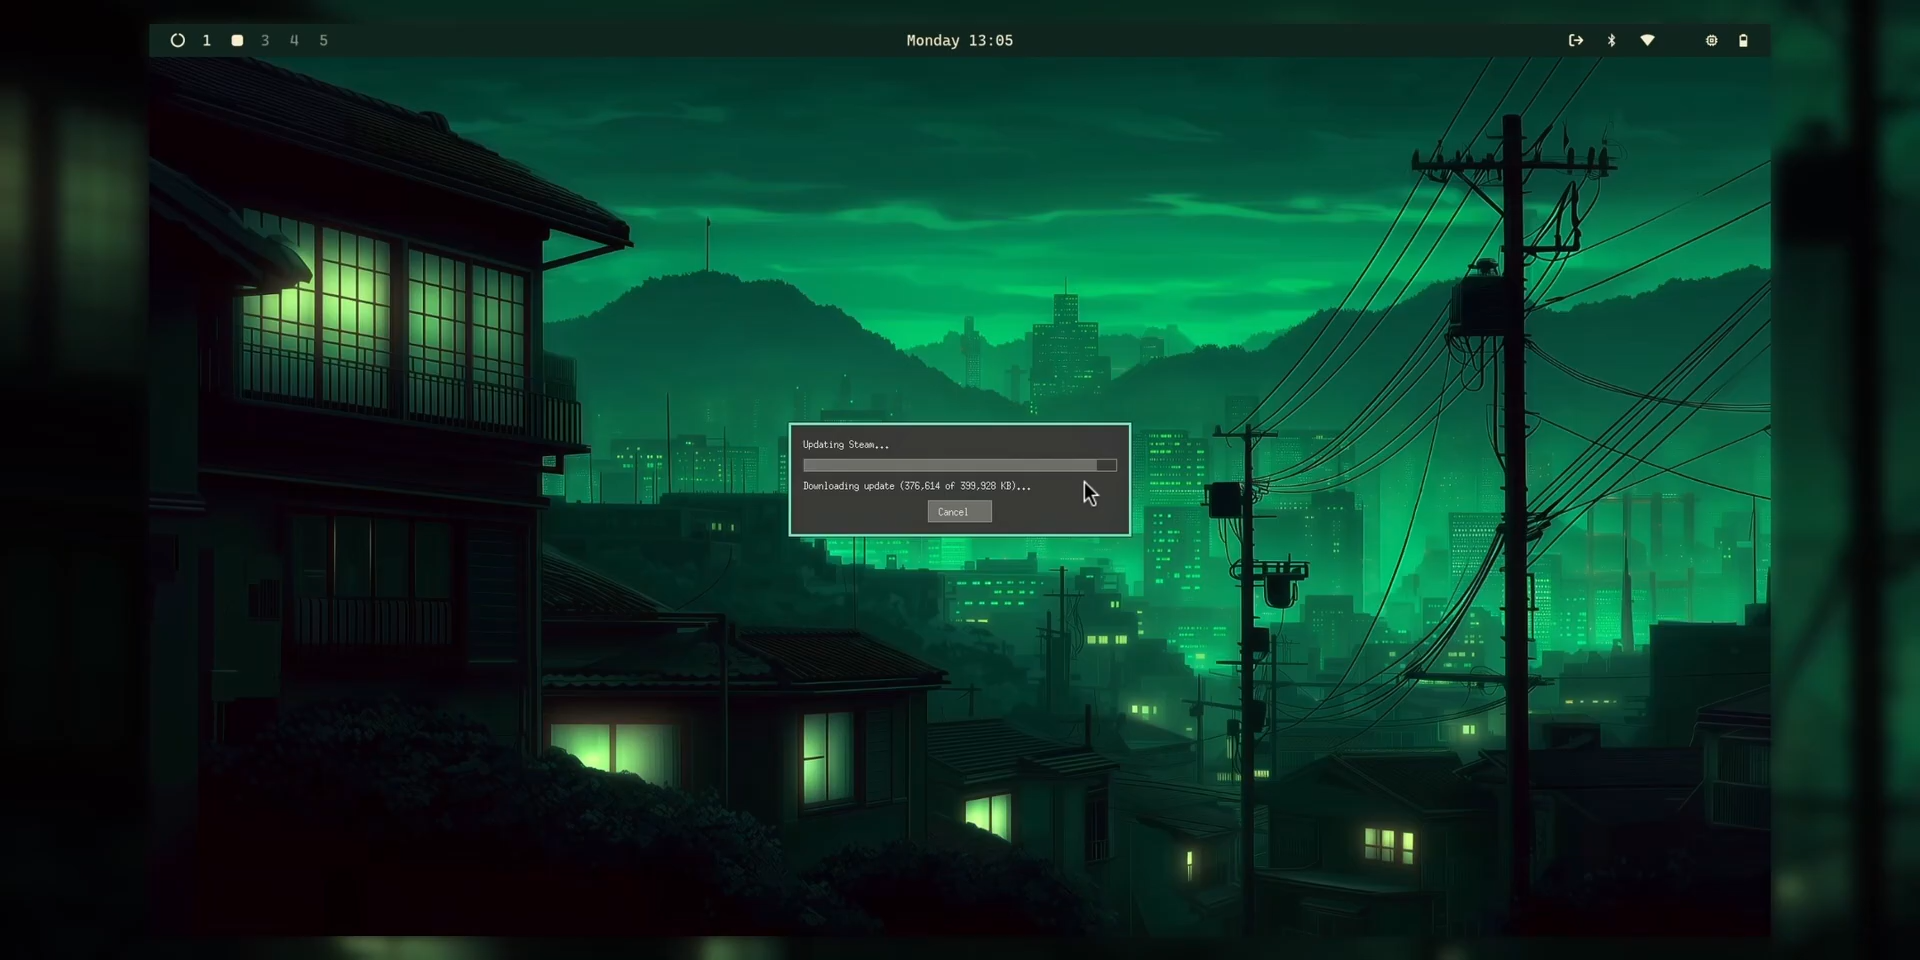 1 3 4 5 Monday 13:05
Updating Steam...
Downloading update (376,614 of 399,928 KB)...
Cancel